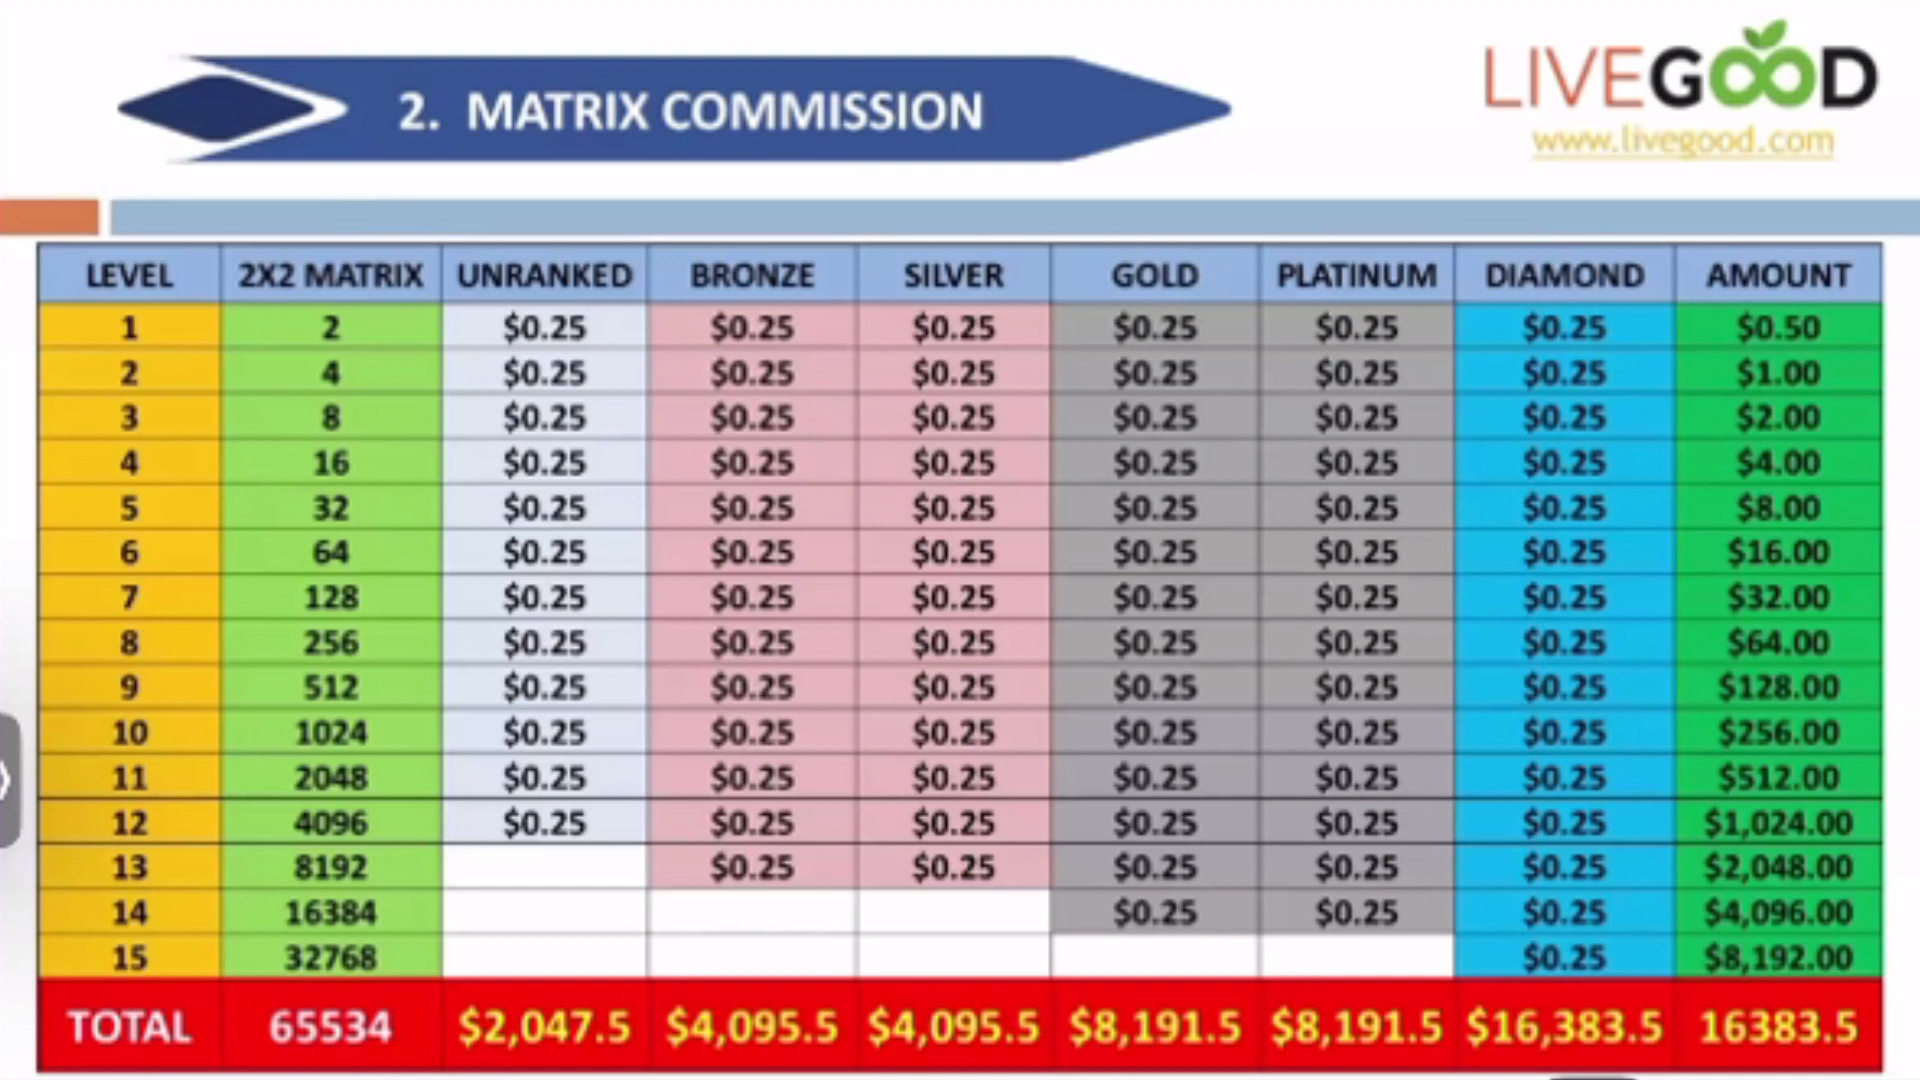 2. MATRIX COMMISSION
LIVEGOOD
www.livegood.com
LEVEL 2X2 MATRIX UNRANKED BRONZE SILVER GOLD PLATINUM DIAMOND AMOUNT
1 2 $0.25 $0.25 $0.25 $0.25 $0.25 $0.25 $0.50
2 4 $0.25 $0.25 $0.25 $0.25 $0.25 $0.25 $1.00
3 8 $0.25 $0.25 $0.25 $0.25 $0.25 $0.25 $2.00
4 16 $0.25 $0.25 $0.25 $0.25 $0.25 $0.25 $4.00
5 32 $0.25 $0.25 $0.25 $0.25 $0.25 $0.25 $8.00
6 64 $0.25 $0.25 $0.25 $0.25 $0.25 $0.25 $16.00
7 128 $0.25 $0.25 $0.25 $0.25 $0.25 $0.25 $32.00
8 256 $0.25 $0.25 $0.25 $0.25 $0.25 $0.25 $64.00
9 512 $0.25 $0.25 $0.25 $0.25 $0.25 $0.25 $128.00
10 1024 $0.25 $0.25 $0.25 $0.25 $0.25 $0.25 $256.00
11 2048 $0.25 $0.25 $0.25 $0.25 $0.25 $0.25 $512.00
12 4096 $0.25 $0.25 $0.25 $0.25 $0.25 $0.25 $1,024.00
13 8192 $0.25 $0.25 $0.25 $0.25 $0.25 $2,048.00
14 16384 $0.25 $0.25 $0.25 $4,096.00
15 32768 $0.25 $8,192.00
TOTAL 65534 $2,047.5 $4,095.5 $4,095.5 $8,191.5 $8,191.5 $16,383.5 16383.5